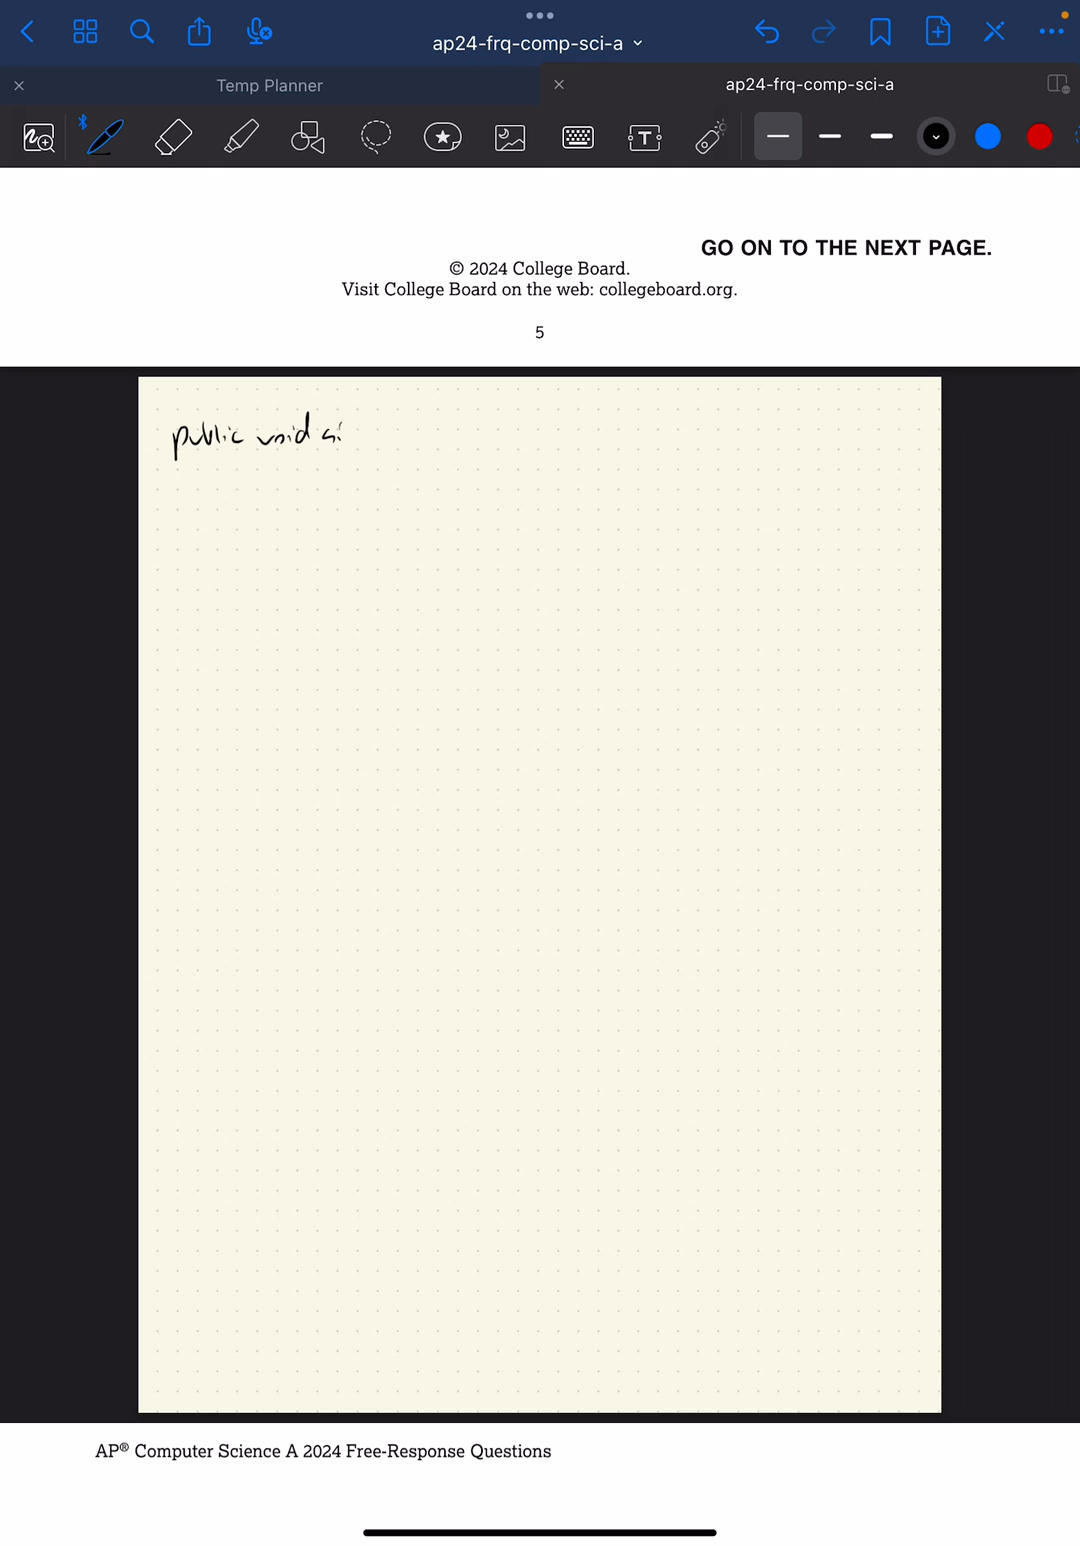 ap24-frq-comp-sci-a
Temp Planner
ap24-frq-comp-sci-a
T
GO ON TO THE NEXT PAGE.
© 2024 College Board.
Visit College Board on the web: collegeboard.org.
5
public void si
AP® Computer Science A 2024 Free-Response Questions